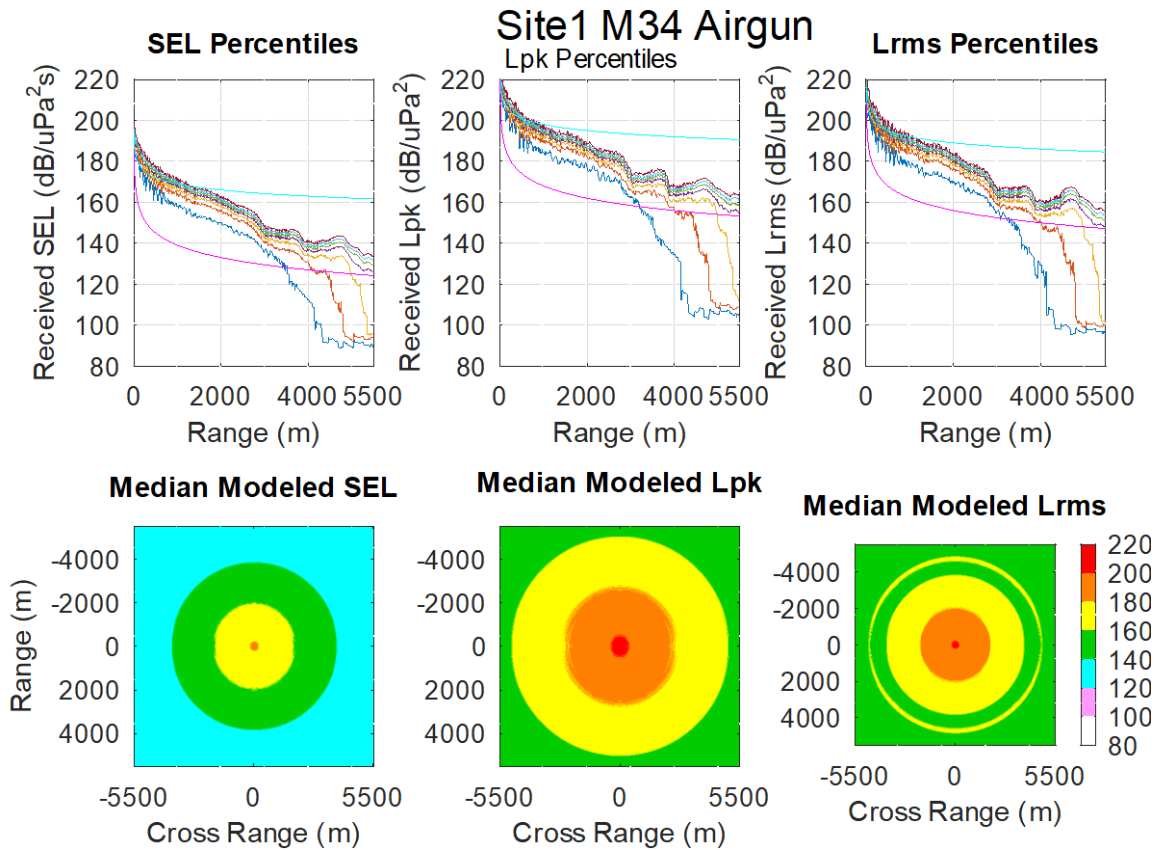 Site1 M34 Airgun
SEL Percentiles
Lpk Percentiles
Lrms Percentiles
Received SEL (dB/uPa²s)
220
200
180
160
140
120
100
80
0 2000 4000 5500
Range (m)
Received Lpk (dB/uPa²)
220
200
180
160
140
120
100
80
0 2000 4000 5500
Range (m)
Received Lrms (dB/uPa²)
220
200
180
160
140
120
100
80
0 2000 4000 5500
Range (m)
Median Modeled SEL
Range (m)
-4000
-2000
0
2000
4000
-5500 0 5500
Cross Range (m)
Median Modeled Lpk
-4000
-2000
0
2000
4000
-5500 0 5500
Cross Range (m)
Median Modeled Lrms
-4000
-2000
0
2000
4000
-5500 0 5500
Cross Range (m)
220
200
180
160
140
120
100
80